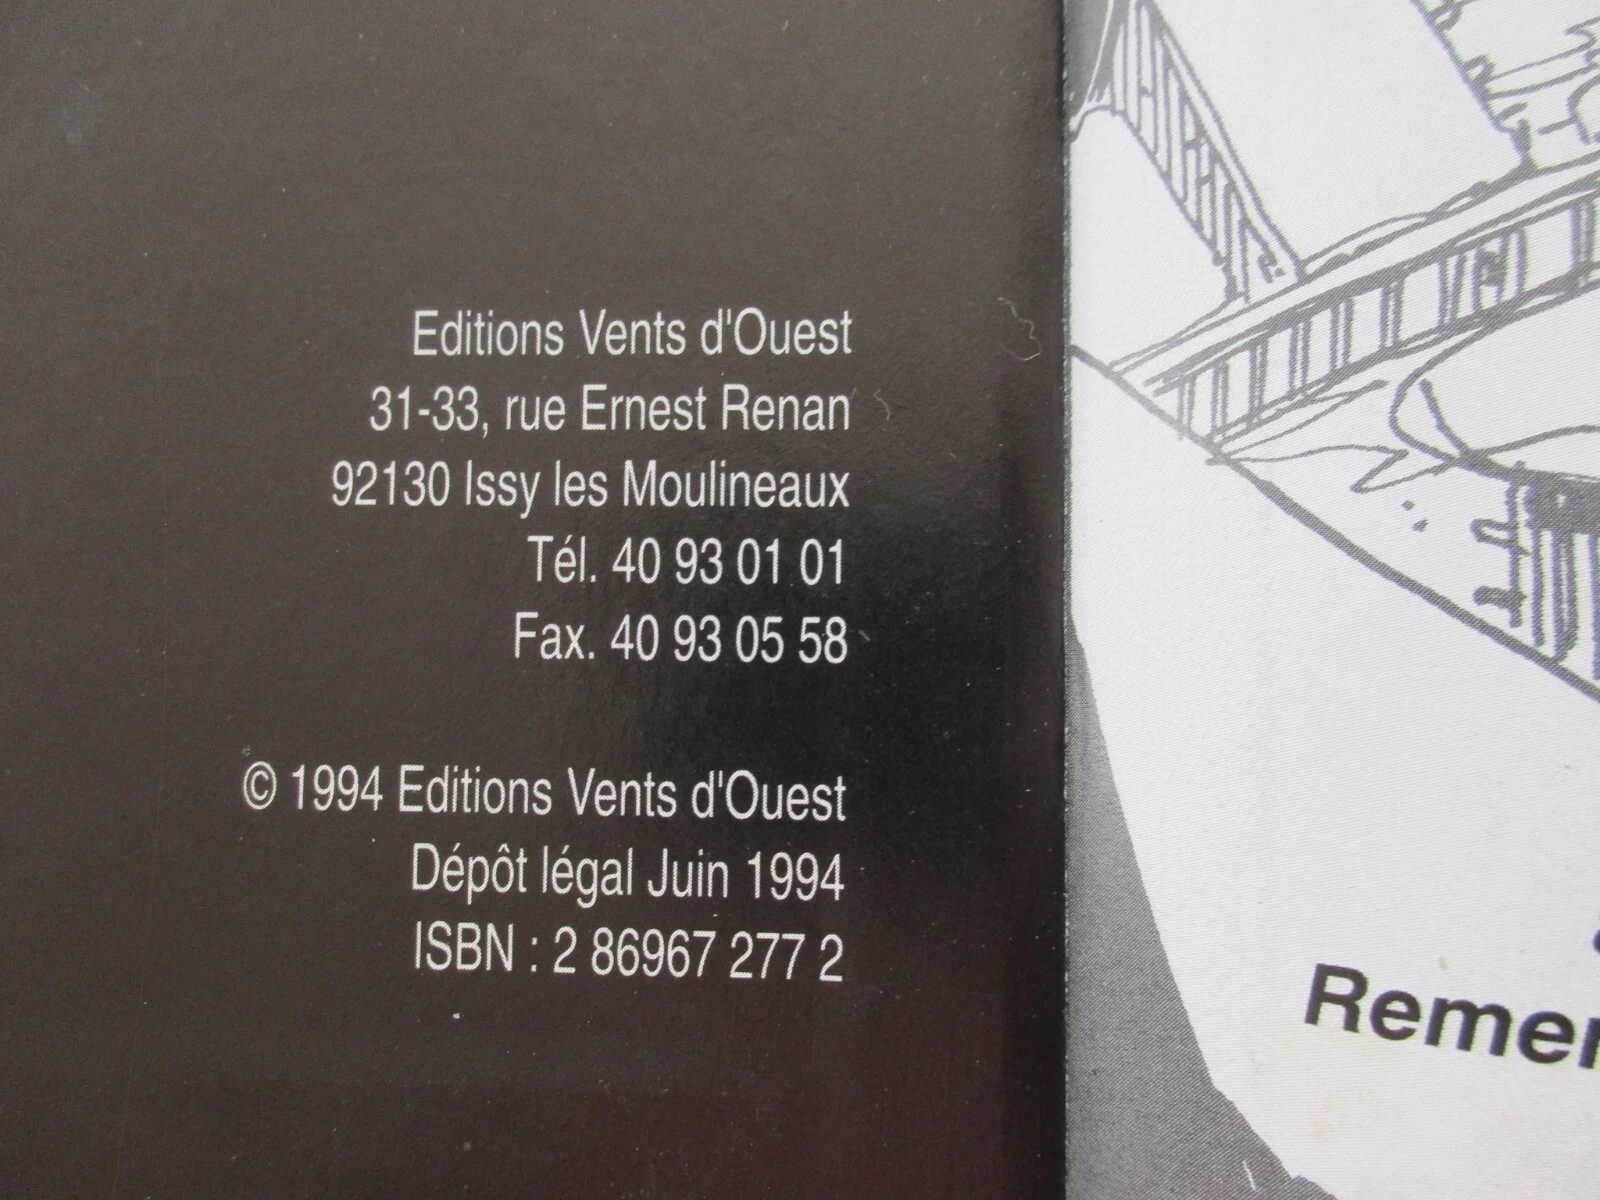 Editions Vents d'Ouest
31-33, rue Ernest Renan
92130 Issy les Moulineaux
Tél. 40 93 01 01
Fax. 40 93 05 58
© 1994 Editions Vents d'Ouest
Dépôt légal Juin 1994
ISBN : 2 86967 277 2